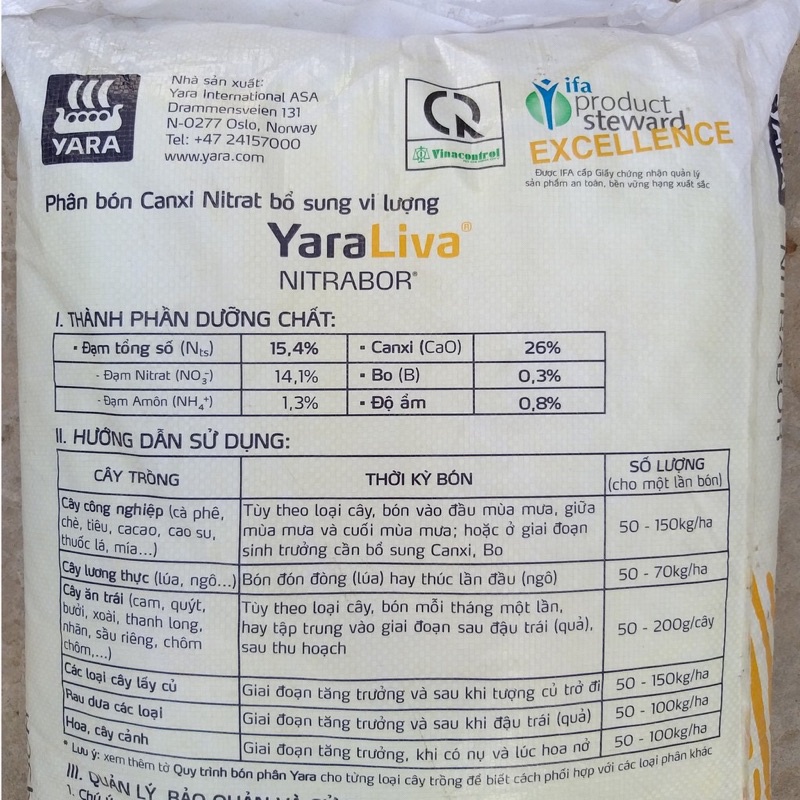 YARA
Nhà sản xuất:
Yara International ASA
Drammensveien 131
N-0277 Oslo, Norway
Tel: +47 24157000
www.yara.com
CR
Vinacontrol
ifa
product
steward
EXCELLENCE
Được IFA cấp Giấy chứng nhận quản lý
sản phẩm an toàn, bền vững hạng xuất sắc
Phân bón Canxi Nitrat bổ sung vi lượng
YaraLiva®
NITRABOR®
I. THÀNH PHẦN DƯỠNG CHẤT:
• Đạm tổng số (Nts) 15,4% • Canxi (CaO) 26%
- Đạm Nitrat (NO₃⁻) 14,1% • Bo (B) 0,3%
- Đạm Amôn (NH₄⁺) 1,3% • Độ ẩm 0,8%
II. HƯỚNG DẪN SỬ DỤNG:
CÂY TRỒNG THỜI KỲ BÓN SỐ LƯỢNG
(cho một lần bón)
Cây công nghiệp (cà phê,
chè, tiêu, cacao, cao su,
thuốc lá, mía...)
Tùy theo loại cây, bón vào đầu mùa mưa, giữa
mùa mưa và cuối mùa mưa; hoặc ở giai đoạn
sinh trưởng cần bổ sung Canxi, Bo
50 - 150kg/ha
Cây lương thực (lúa, ngô...) Bón đón đòng (lúa) hay thúc lần đầu (ngô) 50 - 70kg/ha
Cây ăn trái (cam, quýt,
bưởi, xoài, thanh long,
nhãn, sầu riêng, chôm
chôm,...)
Tùy theo loại cây, bón mỗi tháng một lần,
hay tập trung vào giai đoạn sau đậu trái (quả),
sau thu hoạch
50 - 200g/cây
Các loại cây lấy củ Giai đoạn tăng trưởng và sau khi tượng củ trở đi 50 - 150kg/ha
Rau dưa các loại Giai đoạn tăng trưởng và sau khi đậu trái (quả) 50 - 100kg/ha
Hoa, cây cảnh Giai đoạn tăng trưởng, khi có nụ và lúc hoa nở 50 - 100kg/ha
* Lưu ý: xem thêm tờ Quy trình bón phân Yara cho từng loại cây trồng để biết cách phối hợp với các loại phân khác
III. QUẢN LÝ, BẢO QUẢN VÀ
1. Chú ý
NITRABOR